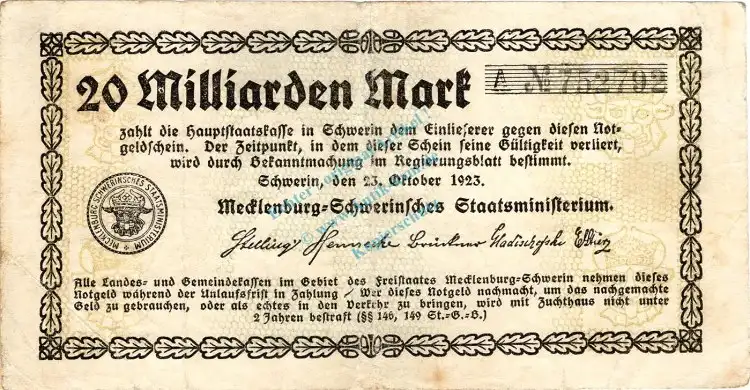 20 Milliarden Mark
A № 752792
zahlt die Hauptstaatskasse in Schwerin dem Einlieferer gegen diesen Not-
geldschein. Der Zeitpunkt, in dem dieser Schein seine Gültigkeit verliert,
wird durch Bekanntmachung im Regierungsblatt bestimmt.
Schwerin, den 23. Oktober 1923.
Mecklenburg-Schwerinsches Staatsministerium.
MECKLENBURG-SCHWERINSCHES STAATSMINISTERIUM
Stelling Hennecke Brückner
Alle Landes- und Gemeindekassen im Gebiet des Freistaates Mecklenburg-Schwerin nehmen dieses
Notgeld während der Umlaufsfrist in Zahlung / Wer dieses Notgeld nachmacht, um das nachgemachte
Geld zu gebrauchen, oder als echtes in den Verkehr zu bringen, wird mit Zuchthaus nicht unter
2 Jahren bestraft (§§ 146, 149 St.-G.-B.)